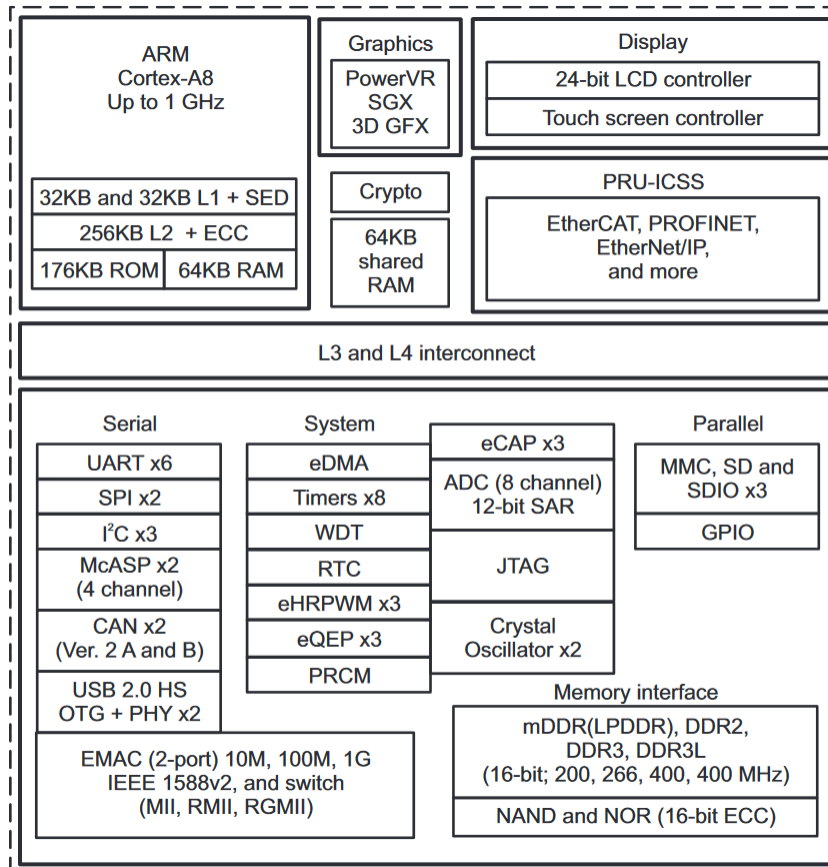 ARM
Cortex-A8
Up to 1 GHz
32KB and 32KB L1 + SED
256KB L2 + ECC
176KB ROM
64KB RAM
Graphics
PowerVR
SGX
3D GFX
Crypto
64KB
shared
RAM
Display
24-bit LCD controller
Touch screen controller
PRU-ICSS
EtherCAT, PROFINET,
EtherNet/IP,
and more
L3 and L4 interconnect
Serial
UART x6
SPI x2
I²C x3
McASP x2
(4 channel)
CAN x2
(Ver. 2 A and B)
USB 2.0 HS
OTG + PHY x2
EMAC (2-port) 10M, 100M, 1G
IEEE 1588v2, and switch
(MII, RMII, RGMII)
System
eDMA
Timers x8
WDT
RTC
eHRPWM x3
eQEP x3
PRCM
eCAP x3
ADC (8 channel)
12-bit SAR
JTAG
Crystal
Oscillator x2
Parallel
MMC, SD and
SDIO x3
GPIO
Memory interface
mDDR(LPDDR), DDR2,
DDR3, DDR3L
(16-bit; 200, 266, 400, 400 MHz)
NAND and NOR (16-bit ECC)